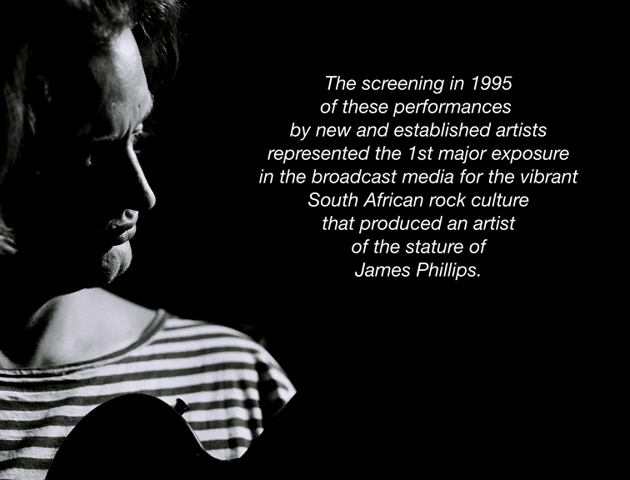 The screening in 1995
of these performances
by new and established artists
represented the 1st major exposure
in the broadcast media for the vibrant
South African rock culture
that produced an artist
of the stature of
James Phillips.